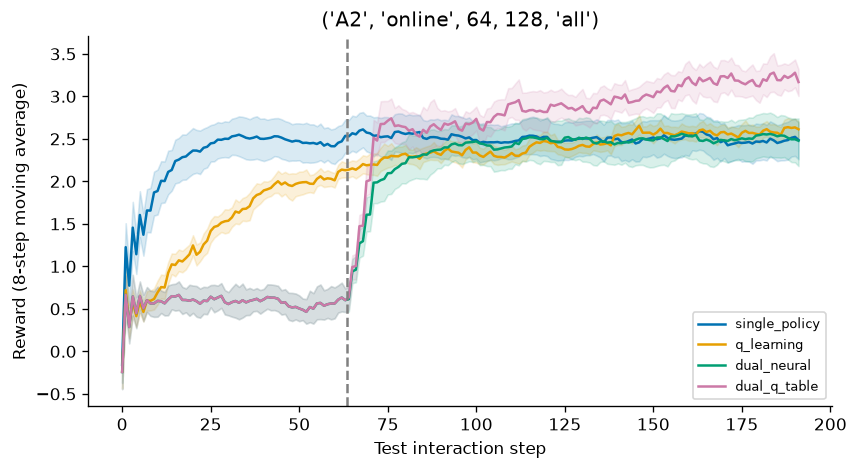 ('A2', 'online', 64, 128, 'all')
Reward (8-step moving average)
3.5
3.0
2.5
2.0
1.5
1.0
0.5
0.0
−0.5
single_policy
q_learning
dual_neural
dual_q_table
0 25 50 75 100 125 150 175 200
Test interaction step